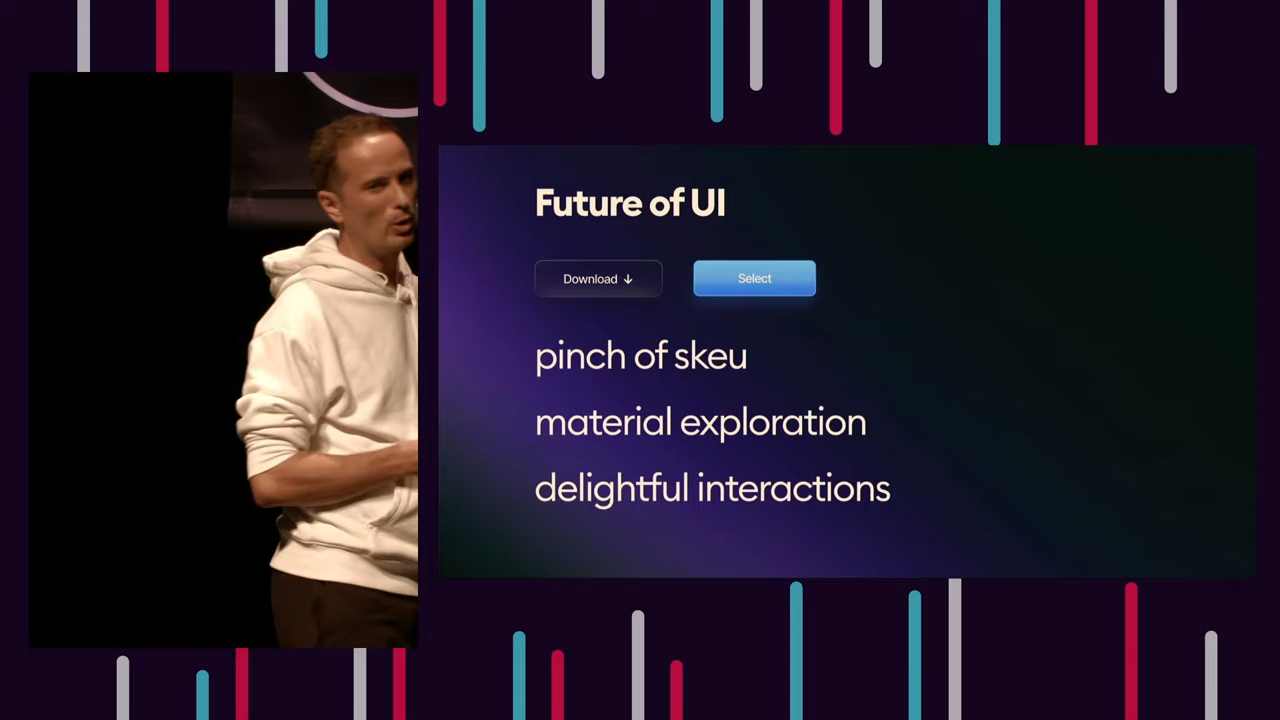 Future of UI
Download ↓
Select
pinch of skeu
material exploration
delightful interactions